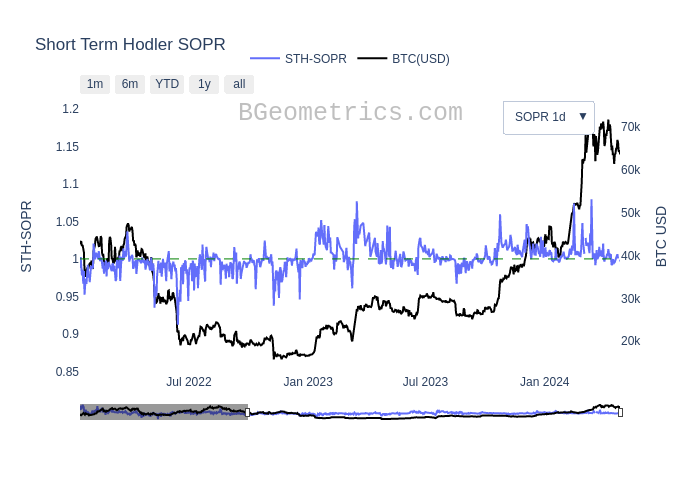 Short Term Hodler SOPR
STH-SOPR
BTC(USD)
1m
6m
YTD
1y
all
BGeometrics.com
SOPR 1d ▼
1.2
1.15
1.1
1.05
1
0.95
0.9
0.85
STH-SOPR
70k
60k
50k
40k
30k
20k
BTC USD
Jul 2022
Jan 2023
Jul 2023
Jan 2024